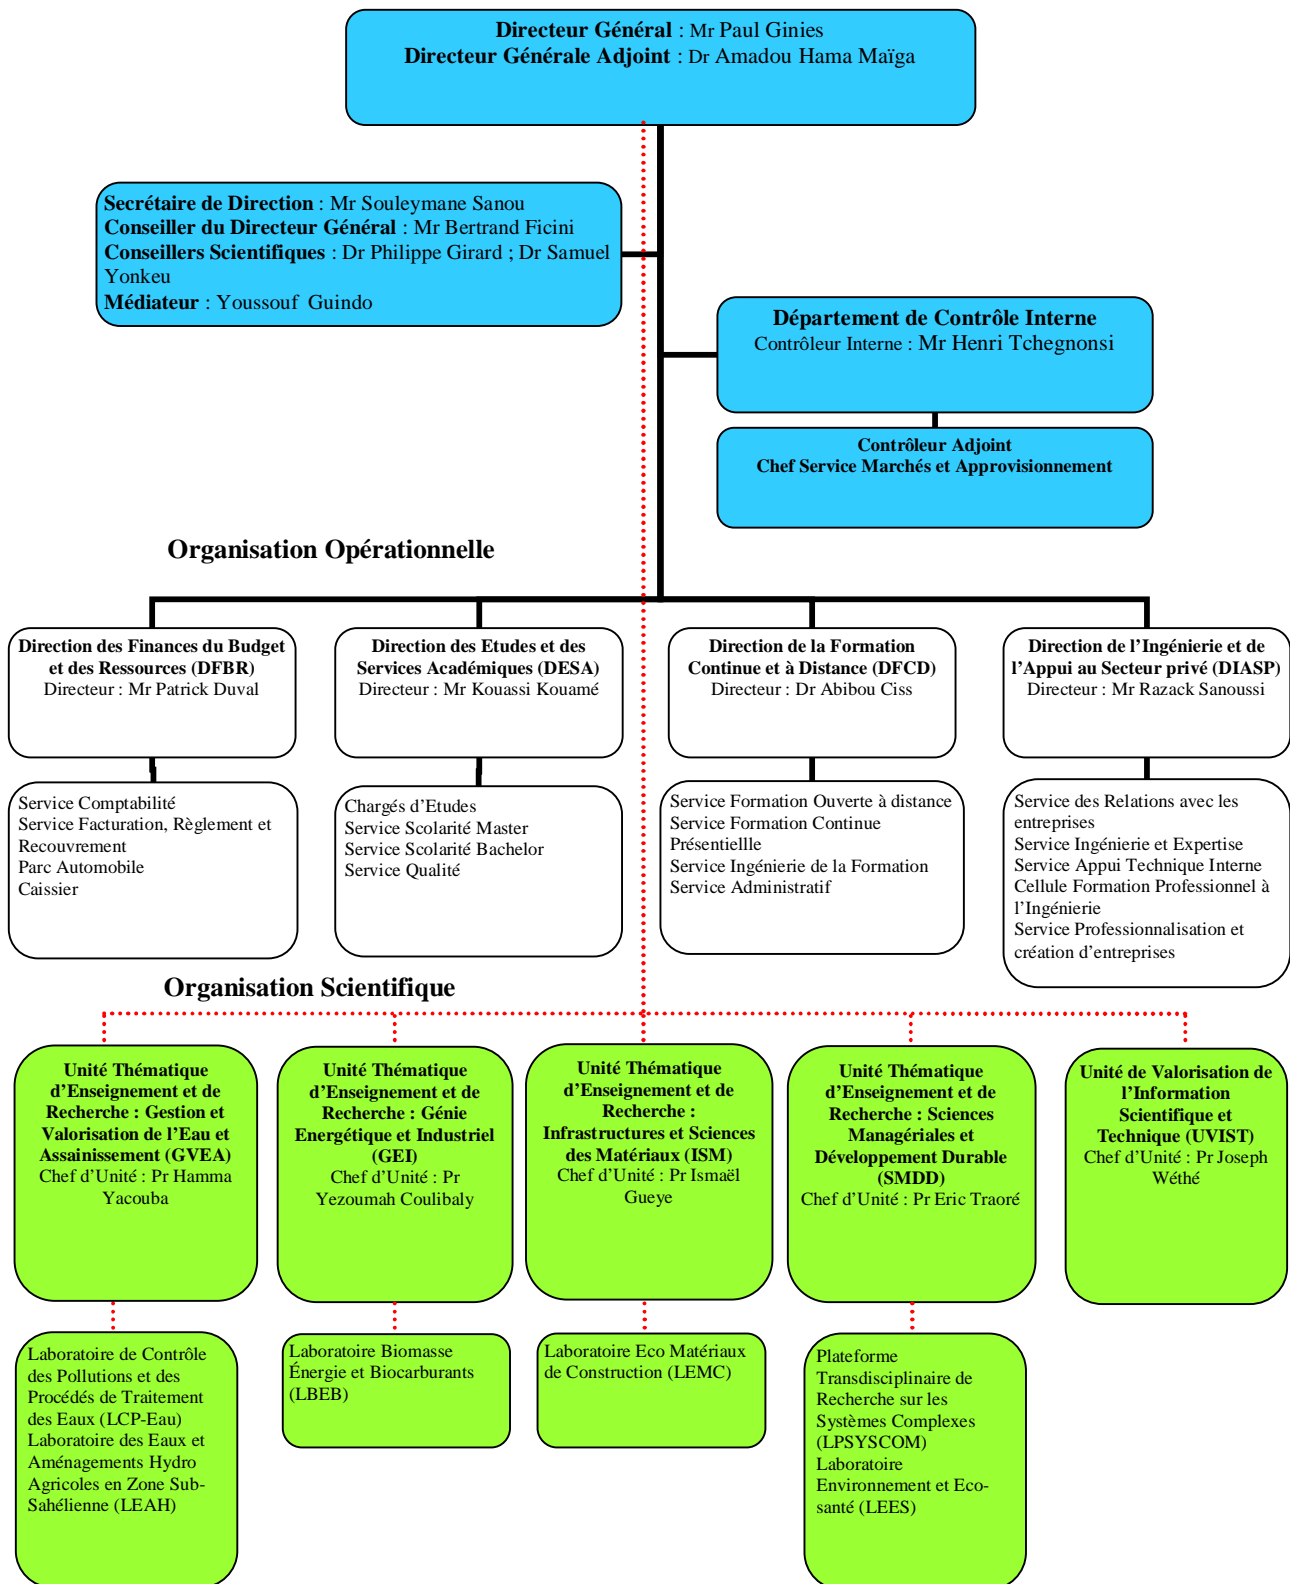 Directeur Général : Mr Paul Ginies
Directeur Générale Adjoint : Dr Amadou Hama Maïga
Secrétaire de Direction : Mr Souleymane Sanou
Conseiller du Directeur Général : Mr Bertrand Ficini
Conseillers Scientifiques : Dr Philippe Girard ; Dr Samuel
Yonkeu
Médiateur : Youssouf Guindo
Département de Contrôle Interne
Contrôleur Interne : Mr Henri Tchegnonsi
Contrôleur Adjoint
Chef Service Marchés et Approvisionnement
Organisation Opérationnelle
Direction des Finances du Budget
et des Ressources (DFBR)
Directeur : Mr Patrick Duval
Direction des Etudes et des
Services Académiques (DESA)
Directeur : Mr Kouassi Kouamé
Direction de la Formation
Continue et à Distance (DFCD)
Directeur : Dr Abibou Ciss
Direction de l’Ingénierie et de
l’Appui au Secteur privé (DIASP)
Directeur : Mr Razack Sanoussi
Service Comptabilité
Service Facturation, Règlement et
Recouvrement
Parc Automobile
Caissier
Chargés d’Etudes
Service Scolarité Master
Service Scolarité Bachelor
Service Qualité
Service Formation Ouverte à distance
Service Formation Continue
Présentiellle
Service Ingénierie de la Formation
Service Administratif
Service des Relations avec les
entreprises
Service Ingénierie et Expertise
Service Appui Technique Interne
Cellule Formation Professionnel à
l’Ingénierie
Service Professionnalisation et
création d’entreprises
Organisation Scientifique
Unité Thématique
d’Enseignement et de
Recherche : Gestion et
Valorisation de l’Eau et
Assainissement (GVEA)
Chef d’Unité : Pr Hamma
Yacouba
Unité Thématique
d’Enseignement et de
Recherche : Génie
Energétique et Industriel
(GEI)
Chef d’Unité : Pr
Yezoumah Coulibaly
Unité Thématique
d’Enseignement et de
Recherche :
Infrastructures et Sciences
des Matériaux (ISM)
Chef d’Unité : Pr Ismaël
Gueye
Unité Thématique
d’Enseignement et de
Recherche : Sciences
Managériales et
Développement Durable
(SMDD)
Chef d’Unité : Pr Eric Traoré
Unité de Valorisation de
l’Information
Scientifique et
Technique (UVIST)
Chef d’Unité : Pr Joseph
Wéthé
Laboratoire de Contrôle
des Pollutions et des
Procédés de Traitement
des Eaux (LCP-Eau)
Laboratoire des Eaux et
Aménagements Hydro
Agricoles en Zone Sub-
Sahélienne (LEAH)
Laboratoire Biomasse
Énergie et Biocarburants
(LBEB)
Laboratoire Eco Matériaux
de Construction (LEMC)
Plateforme
Transdisciplinaire de
Recherche sur les
Systèmes Complexes
(LPSYSCOM)
Laboratoire
Environnement et Eco-
santé (LEES)